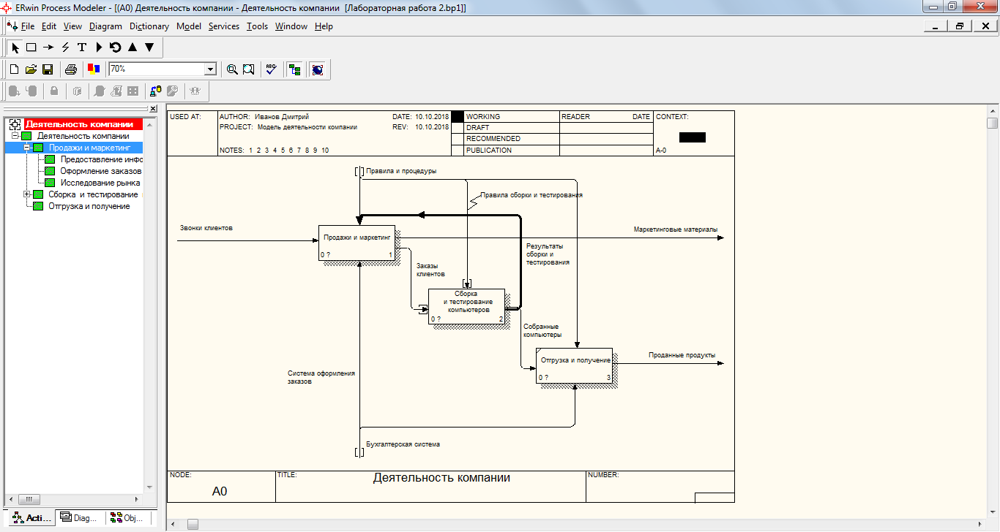 ERwin Process Modeler - [(A0) Деятельность компании - Деятельность компании  [Лабораторная работа 2.bp1]]
File Edit View Diagram Dictionary Model Services Tools Window Help
70%
Деятельность компании
Деятельность компании
Продажи и маркетинг
Предоставление инфо
Оформление заказов
Исследование рынка
Сборка и тестирование
Отгрузка и получение
Acti...
Diag...
Obj...
USED AT:
AUTHOR: Иванов Дмитрий
DATE: 10.10.2018
PROJECT: Модель деятельности компании
REV: 10.10.2018
NOTES: 1 2 3 4 5 6 7 8 9 10
WORKING
DRAFT
RECOMMENDED
PUBLICATION
READER
DATE
CONTEXT:
A-0
Правила и процедуры
Правила сборки и тестирования
Звонки клиентов
Маркетинговые материалы
Продажи и маркетинг
0 ? 1
Результаты
сборки и
тестирования
Заказы
клиентов
Сборка
и тестирование
компьютеров
0 ? 2
Собранные
компьютеры
Отгрузка и получение
0 ? 3
Проданные продукты
Система оформления
заказов
Бухгалтерская система
NODE:
A0
TITLE:
Деятельность компании
NUMBER: